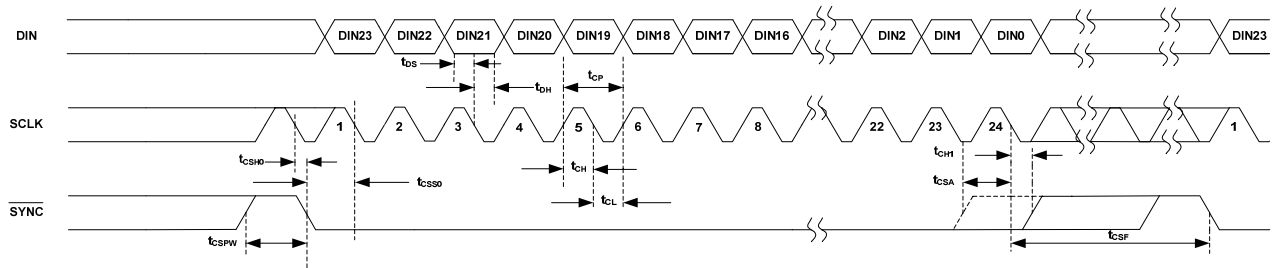 DIN DIN23 DIN22 DIN21 DIN20 DIN19 DIN18 DIN17 DIN16 DIN2 DIN1 DIN0 DIN23
tDS
tDH tCP
SCLK 1 2 3 4 5 6 7 8 22 23 24 1
tCSH0 tCH tCH1
tCSS0 tCSA
tCL
SYNC
tCSPW tCSF